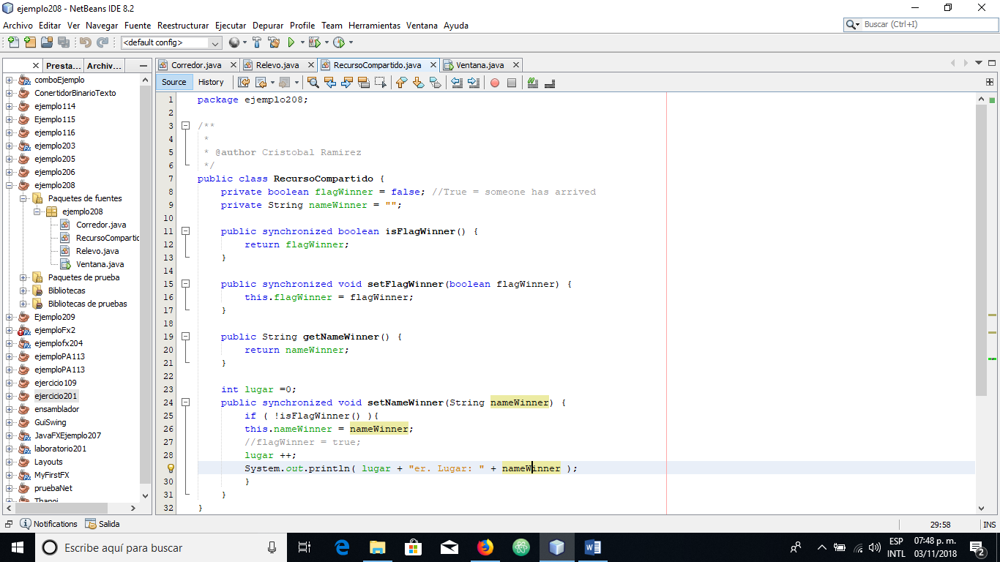 ejemplo208 - NetBeans IDE 8.2
Archivo Editar Ver Navegar Fuente Reestructurar Ejecutar Depurar Profile Team Herramientas Ventana Ayuda
Buscar (Ctrl+I)
<default config>
Presta... Archiv...
comboEjemplo
ConertidorBinarioTexto
ejemplo114
Ejemplo115
ejemplo116
ejemplo203
ejemplo205
ejemplo206
ejemplo208
Paquetes de fuentes
ejemplo208
Corredor.java
RecursoCompartic
Relevo.java
Ventana.java
Paquetes de prueba
Bibliotecas
Bibliotecas de pruebas
Ejemplo209
ejemploFx2
ejemplofx204
ejemploPA113
ejemploPA113
ejercicio109
ejercicio201
ensamblador
GuiSwing
JavaFXEjemplo207
laboratorio201
Layouts
MyFirstFX
pruebaNet
Thanoi
Corredor.java Relevo.java RecursoCompartido.java Ventana.java
Source History
1 package ejemplo208;
2
3 /**
4 *
5 * @author Cristobal Ramirez
6 */
7 public class RecursoCompartido {
8 private boolean flagWinner = false; //True = someone has arrived
9 private String nameWinner = "";
10
11 public synchronized boolean isFlagWinner() {
12 return flagWinner;
13 }
14
15 public synchronized void setFlagWinner(boolean flagWinner) {
16 this.flagWinner = flagWinner;
17 }
18
19 public String getNameWinner() {
20 return nameWinner;
21 }
22
23 int lugar =0;
24 public synchronized void setNameWinner(String nameWinner) {
25 if ( !isFlagWinner() ){
26 this.nameWinner = nameWinner;
27 //flagWinner = true;
28 lugar ++;
System.out.println( lugar + "er. Lugar: " + nameWinner );
30 }
31 }
32 }
Notifications Salida
29:58 INS
Escribe aquí para buscar
ESP
INTL
07:48 p. m.
03/11/2018
2